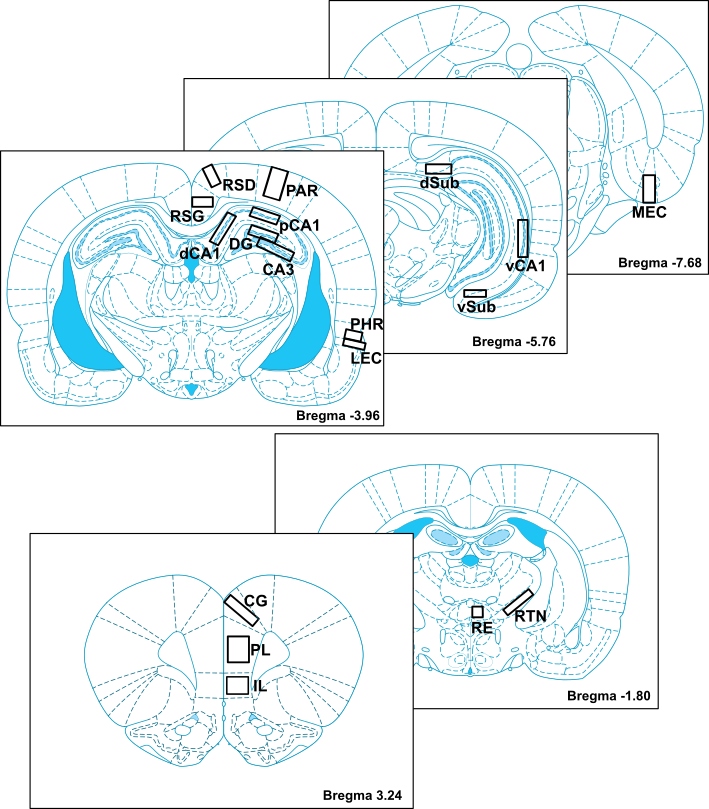 MEC
Bregma -7.68
dSub
vCA1
vSub
Bregma -5.76
RSD
PAR
RSG
pCA1
dCA1
DG
CA3
PHR
LEC
Bregma -3.96
RTN
RE
Bregma -1.80
CG
PL
IL
Bregma 3.24